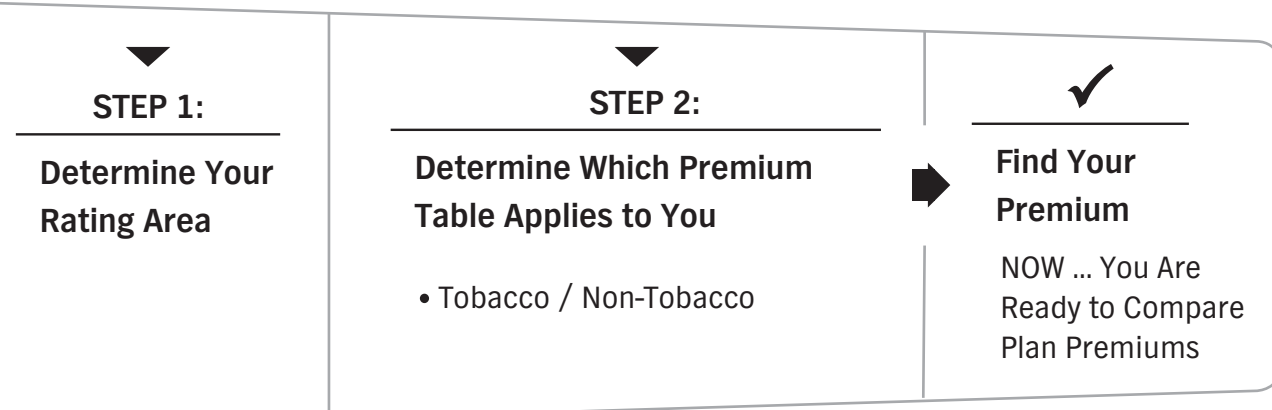 STEP 1:
Determine Your
Rating Area
STEP 2:
Determine Which Premium
Table Applies to You
• Tobacco / Non-Tobacco
Find Your
Premium
NOW ... You Are
Ready to Compare
Plan Premiums